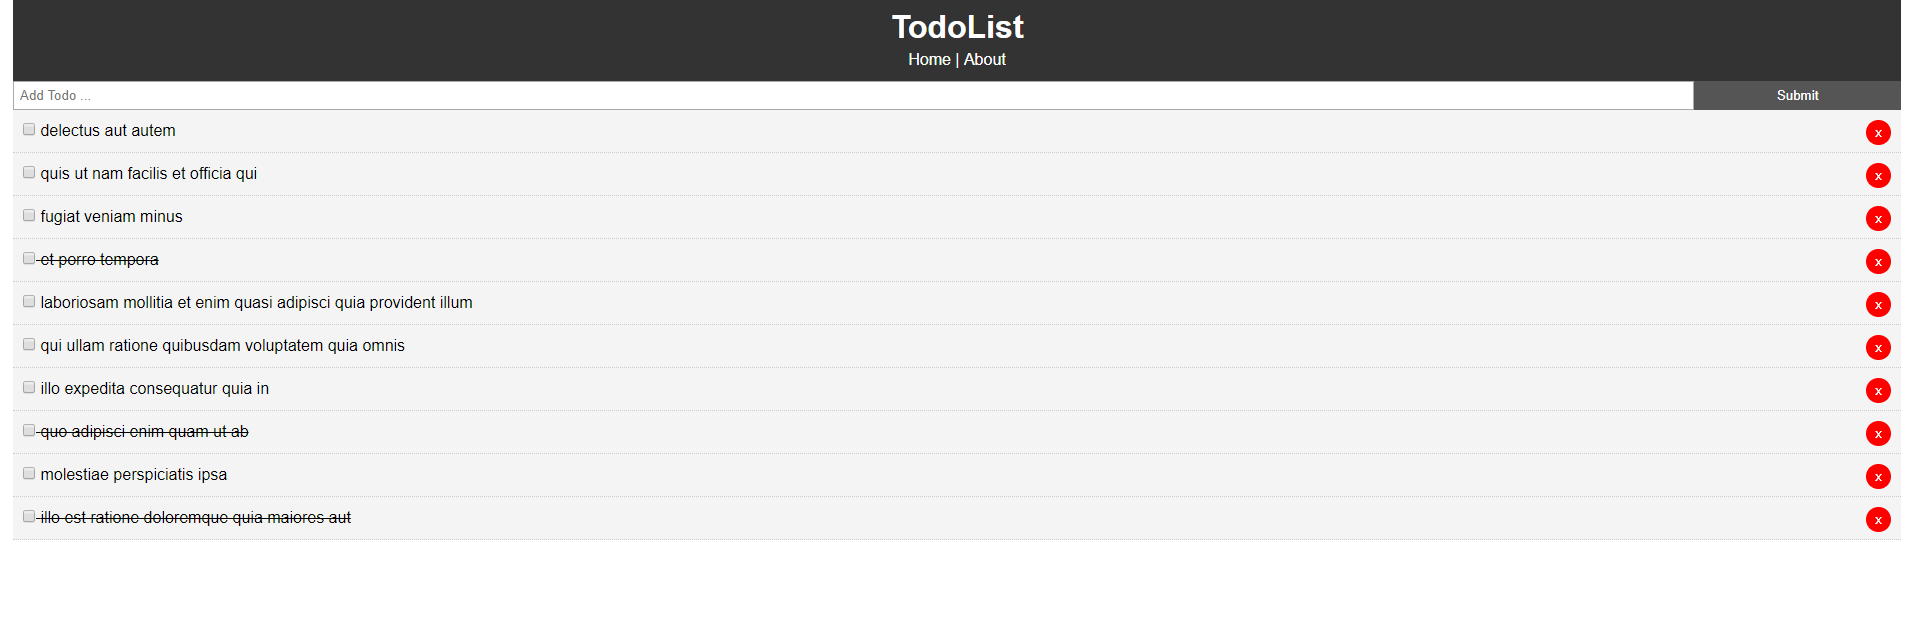 TodoList
Home | About
Add Todo ...
Submit
delectus aut autem
x
quis ut nam facilis et officia qui
x
fugiat veniam minus
x
et porro tempora
x
laboriosam mollitia et enim quasi adipisci quia provident illum
x
qui ullam ratione quibusdam voluptatem quia omnis
x
illo expedita consequatur quia in
x
quo adipisci enim quam ut ab
x
molestiae perspiciatis ipsa
x
illo est ratione doloremque quia maiores aut
x